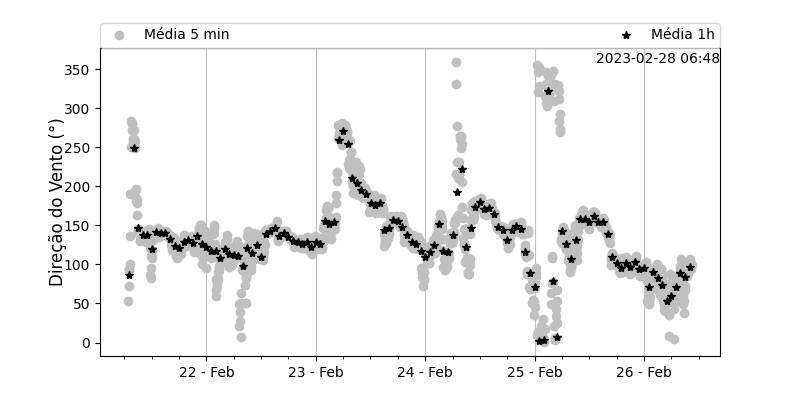 Média 5 min
Média 1h
2023-02-28 06:48
Direção do Vento (°)
350
300
250
200
150
100
50
0
22 - Feb
23 - Feb
24 - Feb
25 - Feb
26 - Feb